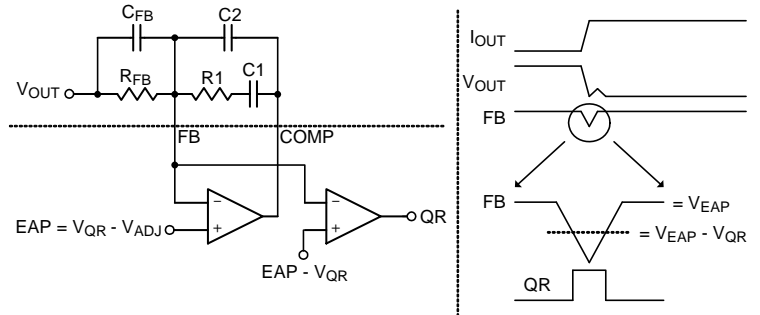 CFB
C2
RFB
R1
C1
VOUT
FB
COMP
EAP = VQR - VADJ
QR
EAP - VQR
IOUT
VOUT
FB
FB
= VEAP
= VEAP - VQR
QR